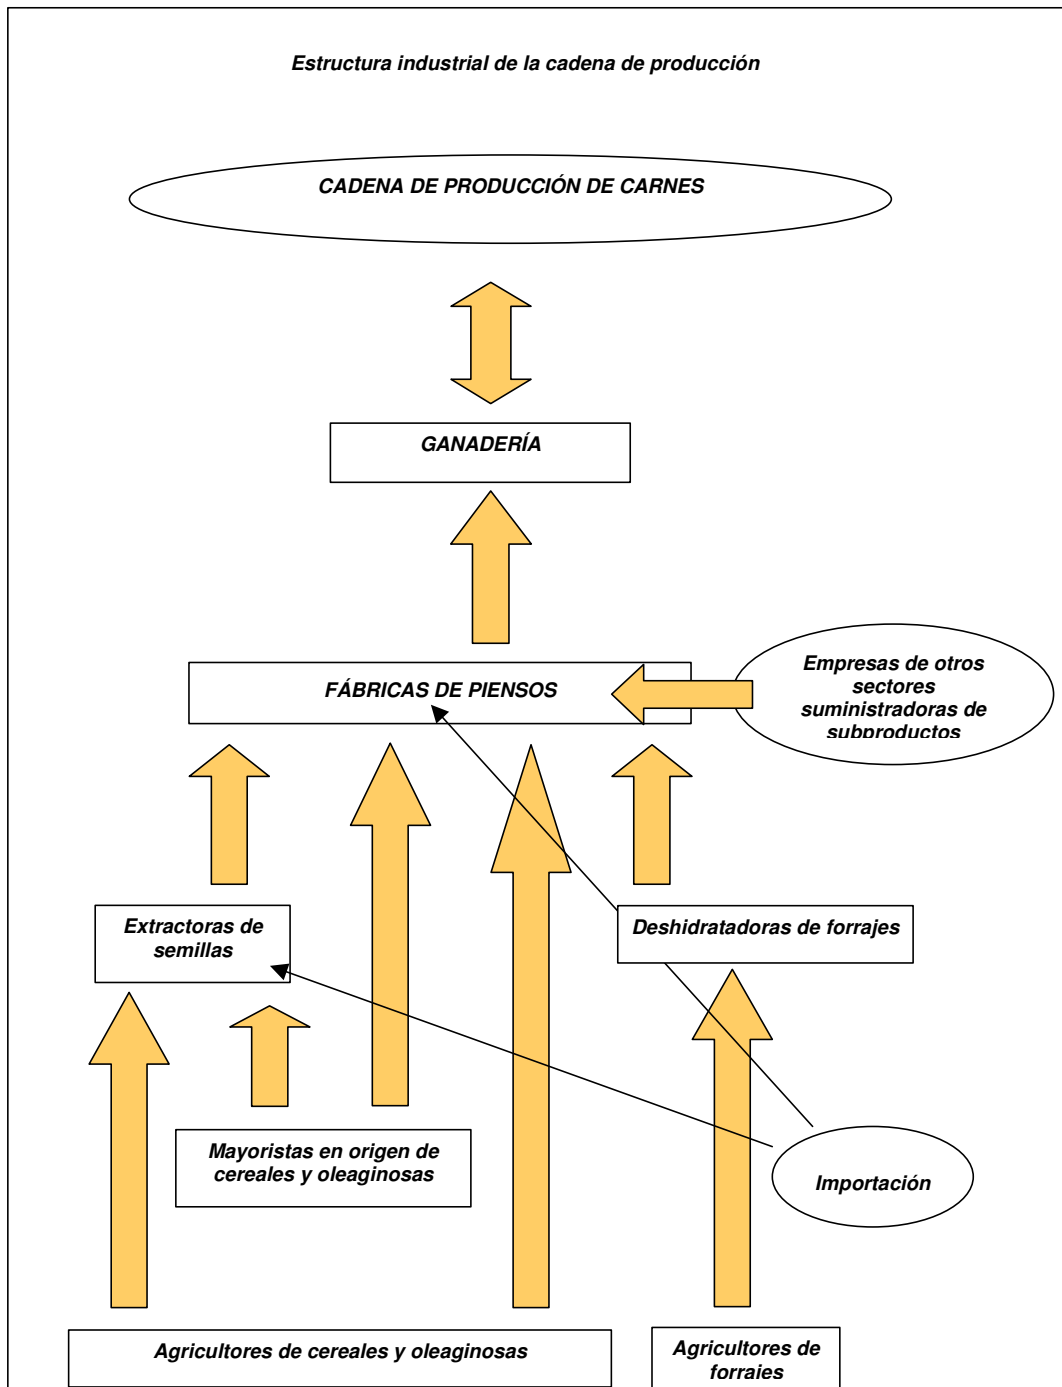 Estructura industrial de la cadena de producción
CADENA DE PRODUCCIÓN DE CARNES
GANADERÍA
FÁBRICAS DE PIENSOS
Empresas de otros
sectores
suministradoras de
subproductos
Extractoras de
semillas
Deshidratadoras de forrajes
Mayoristas en origen de
cereales y oleaginosas
Importación
Agricultores de cereales y oleaginosas
Agricultores de
forrajes